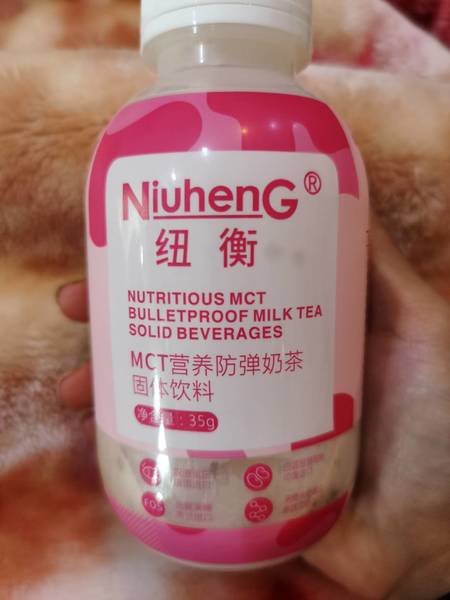 NiuhenG®
纽衡
NUTRITIOUS MCT
BULLETPROOF MILK TEA
SOLID BEVERAGES
MCT营养防弹奶茶
固体饮料
净含量：35g
FOS